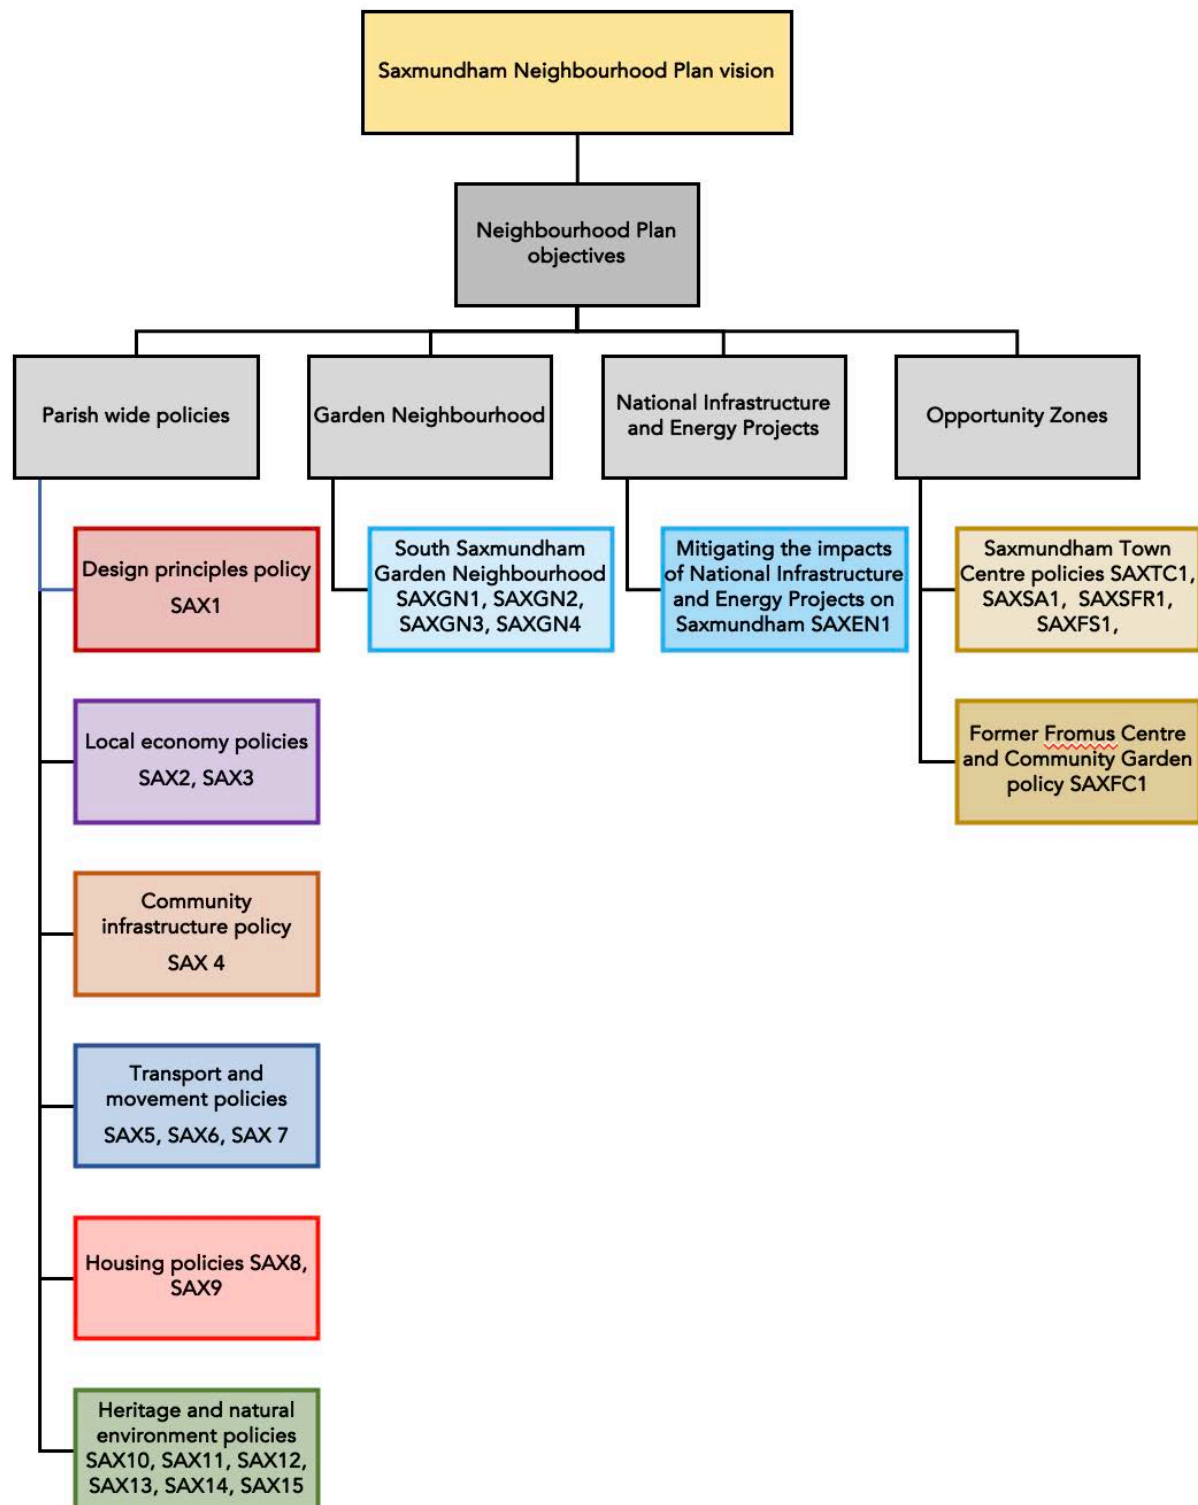 Saxmundham Neighbourhood Plan vision
Neighbourhood Plan
objectives
Parish wide policies
Garden Neighbourhood
National Infrastructure
and Energy Projects
Opportunity Zones
Design principles policy
SAX1
South Saxmundham
Garden Neighbourhood
SAXGN1, SAXGN2,
SAXGN3, SAXGN4
Mitigating the impacts
of National Infrastructure
and Energy Projects on
Saxmundham SAXEN1
Saxmundham Town
Centre policies SAXTC1,
SAXSA1, SAXSFR1,
SAXFS1,
Local economy policies
SAX2, SAX3
Former Fromus Centre
and Community Garden
policy SAXFC1
Community
infrastructure policy
SAX 4
Transport and
movement policies
SAX5, SAX6, SAX 7
Housing policies SAX8,
SAX9
Heritage and natural
environment policies
SAX10, SAX11, SAX12,
SAX13, SAX14, SAX15